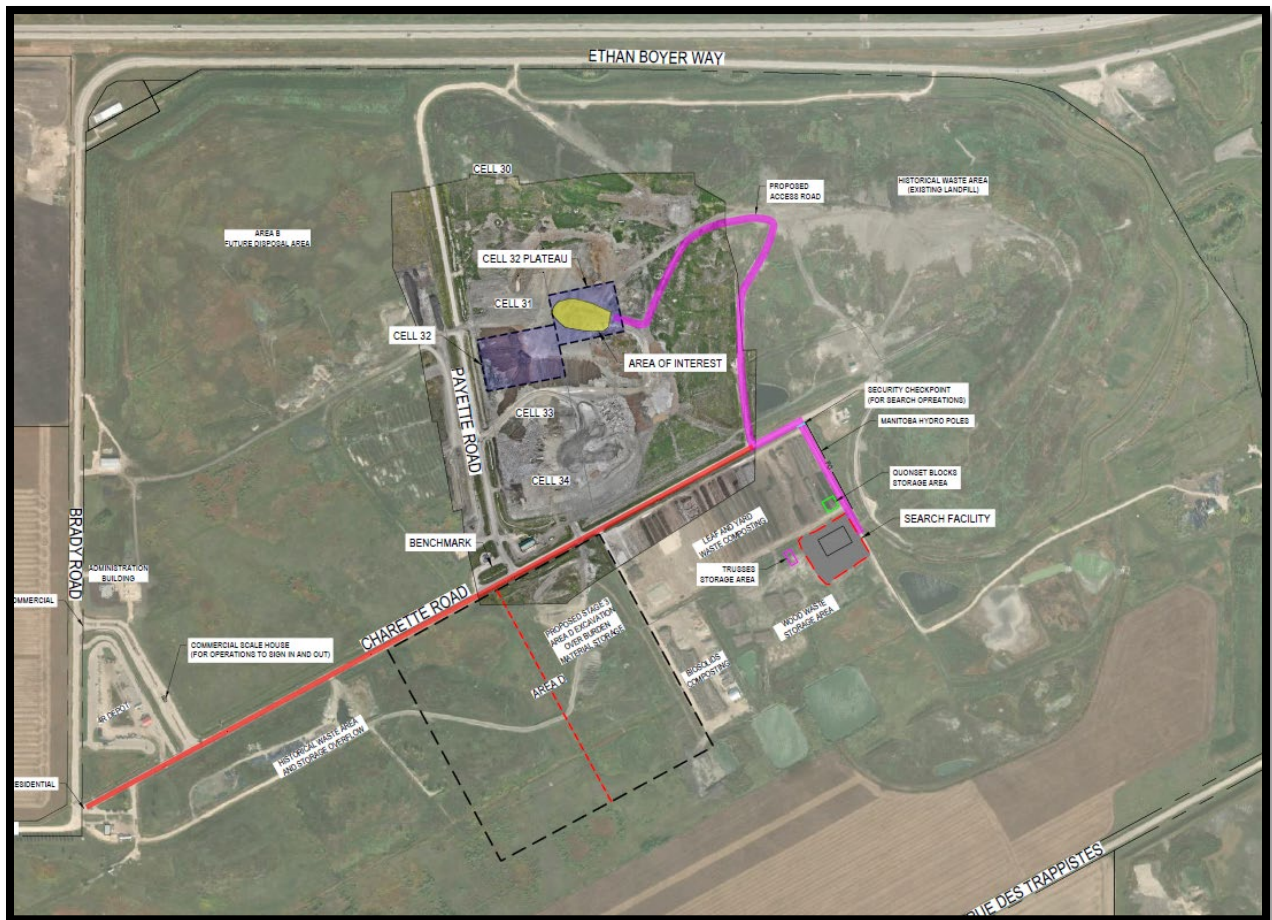 ETHAN BOYER WAY
CELL 30
PROPOSED
ACCESS ROAD
HISTORICAL WASTE AREA
(EXISTING LANDFILL)
AREA B
FUTURE DISPOSAL AREA
CELL 32 PLATEAU
CELL 31
CELL 32
AREA OF INTEREST
PAYETTE ROAD
CELL 33
SECURITY CHECKPOINT
(FOR SEARCH OPREATIONS)
MANITOBA HYDRO POLES
CELL 34
QUONSET BLOCKS
STORAGE AREA
SEARCH FACILITY
LEAF AND YARD
WASTE COMPOSTING
BENCHMARK
TRUSSES
STORAGE AREA
BRADY ROAD
ADMINISTRATION
BUILDING
OMMERCIAL
CHARETTE ROAD
PROPOSED STAGE 3
AREA D EXCAVATION
OVER BURDEN
MATERIAL STORAGE
WOOD WASTE
STORAGE AREA
COMMERCIAL SCALE HOUSE
(FOR OPERATIONS TO SIGN IN AND OUT)
BIOSOLIDS
COMPOSTING
AREA D
4R DEPOT
HISTORICAL WASTE AREA
AND STORAGE OVERFLOW
ESIDENTIAL
RUE DES TRAPPISTES